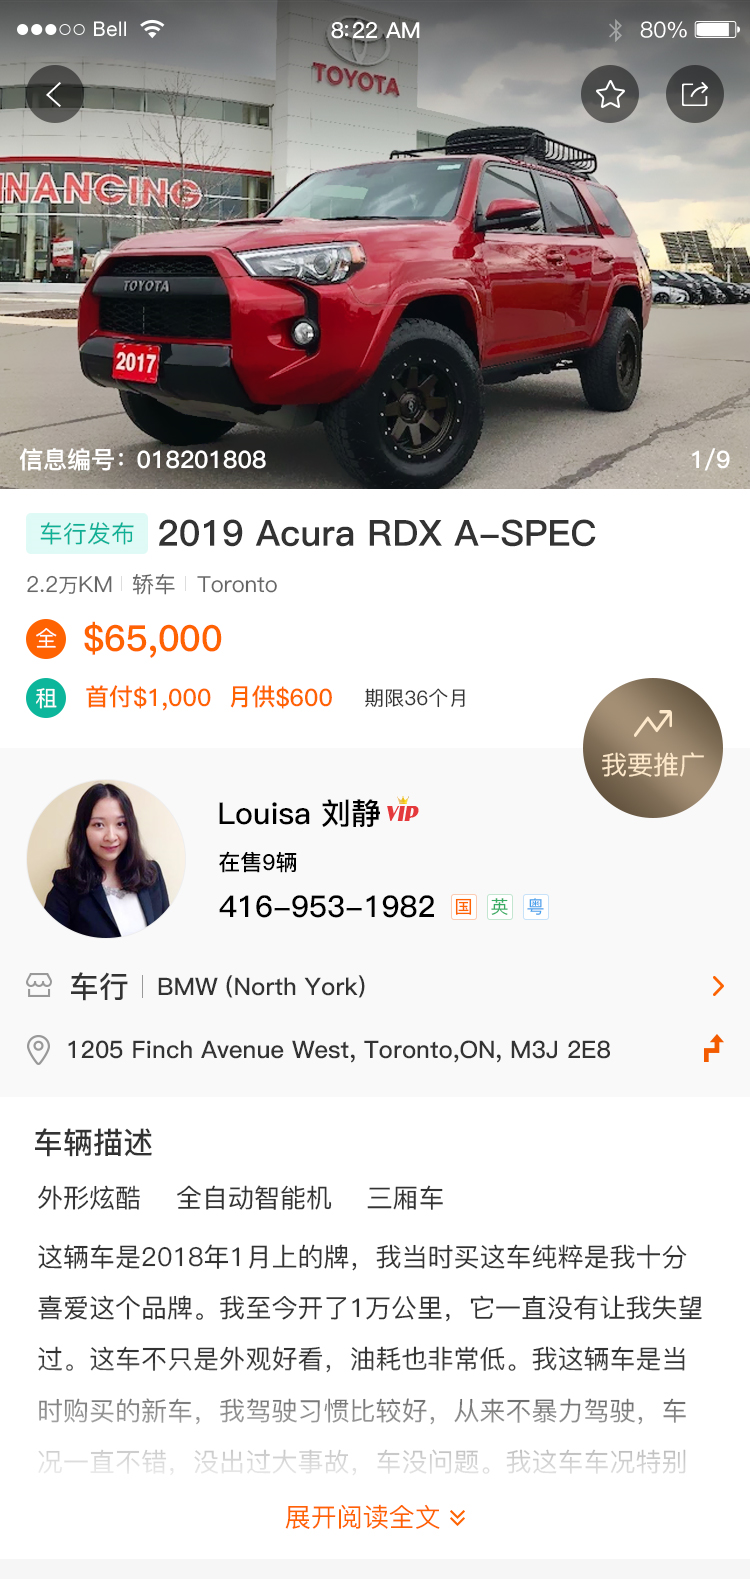 Bell 8:22 AM 80%
TOYOTA
NANCING
TOYOTA
2017
信息编号：018201808 1/9
车行发布 2019 Acura RDX A-SPEC
2.2万KM 轿车 Toronto
全 $65,000
租 首付$1,000 月供$600 期限36个月
我要推广
Louisa 刘静 VIP
在售9辆
416-953-1982 国 英 粤
车行 BMW (North York)
1205 Finch Avenue West, Toronto,ON, M3J 2E8
车辆描述
外形炫酷 全自动智能机 三厢车
这辆车是2018年1月上的牌，我当时买这车纯粹是我十分
喜爱这个品牌。我至今开了1万公里，它一直没有让我失望
过。这车不只是外观好看，油耗也非常低。我这辆车是当
时购买的新车，我驾驶习惯比较好，从来不暴力驾驶，车
况一直不错，没出过大事故，车没问题。我这车车况特别
展开阅读全文